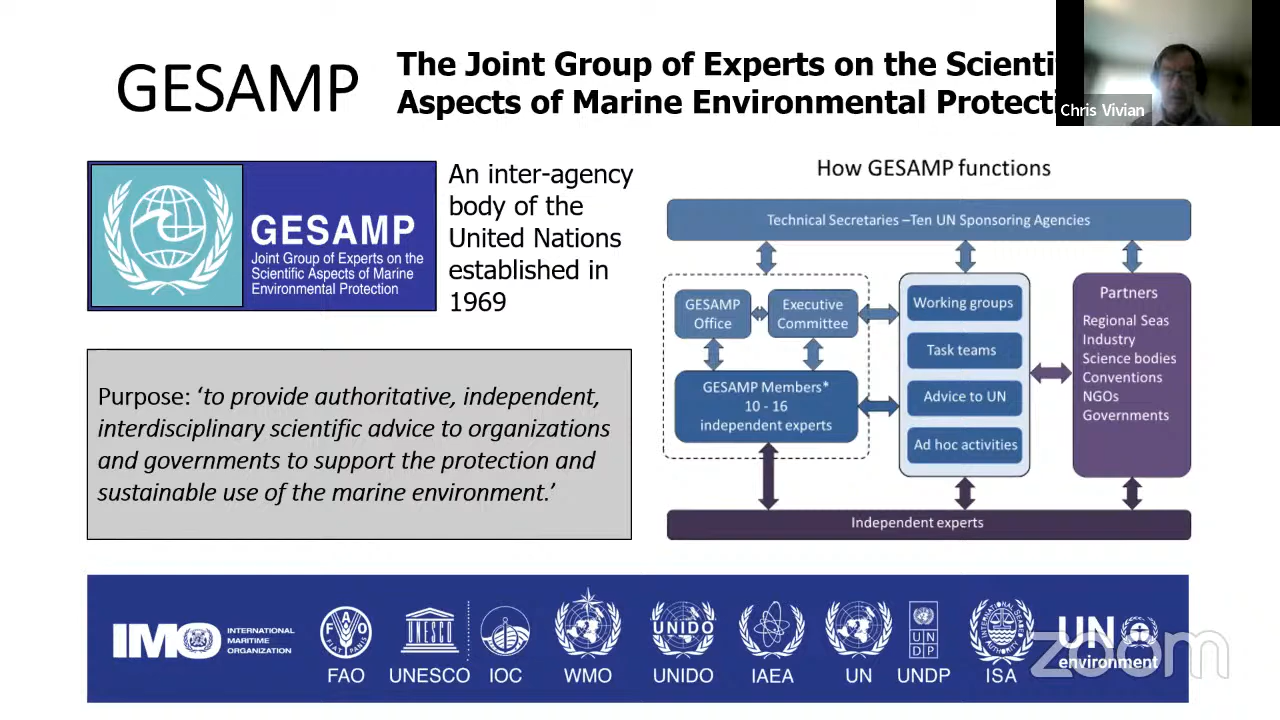 GESAMP
The Joint Group of Experts on the Scientifi
Aspects of Marine Environmental Protecti
Chris Vivian
GESAMP
Joint Group of Experts on the
Scientific Aspects of Marine
Environmental Protection
An inter-agency
body of the
United Nations
established in
1969
Purpose: ‘to provide authoritative, independent,
interdisciplinary scientific advice to organizations
and governments to support the protection and
sustainable use of the marine environment.’
How GESAMP functions
Technical Secretaries –Ten UN Sponsoring Agencies
GESAMP
Office
Executive
Committee
GESAMP Members*
10 - 16
independent experts
Working groups
Task teams
Advice to UN
Ad hoc activities
Partners
Regional Seas
Industry
Science bodies
Conventions
NGOs
Governments
Independent experts
IMO
INTERNATIONAL
MARITIME
ORGANIZATION
FAO
FAO
UNESCO
UNESCO
IOC
WMO
UNIDO
UNIDO
IAEA
UN
UN
DP
UNDP
ISA
UN
environment
zoom